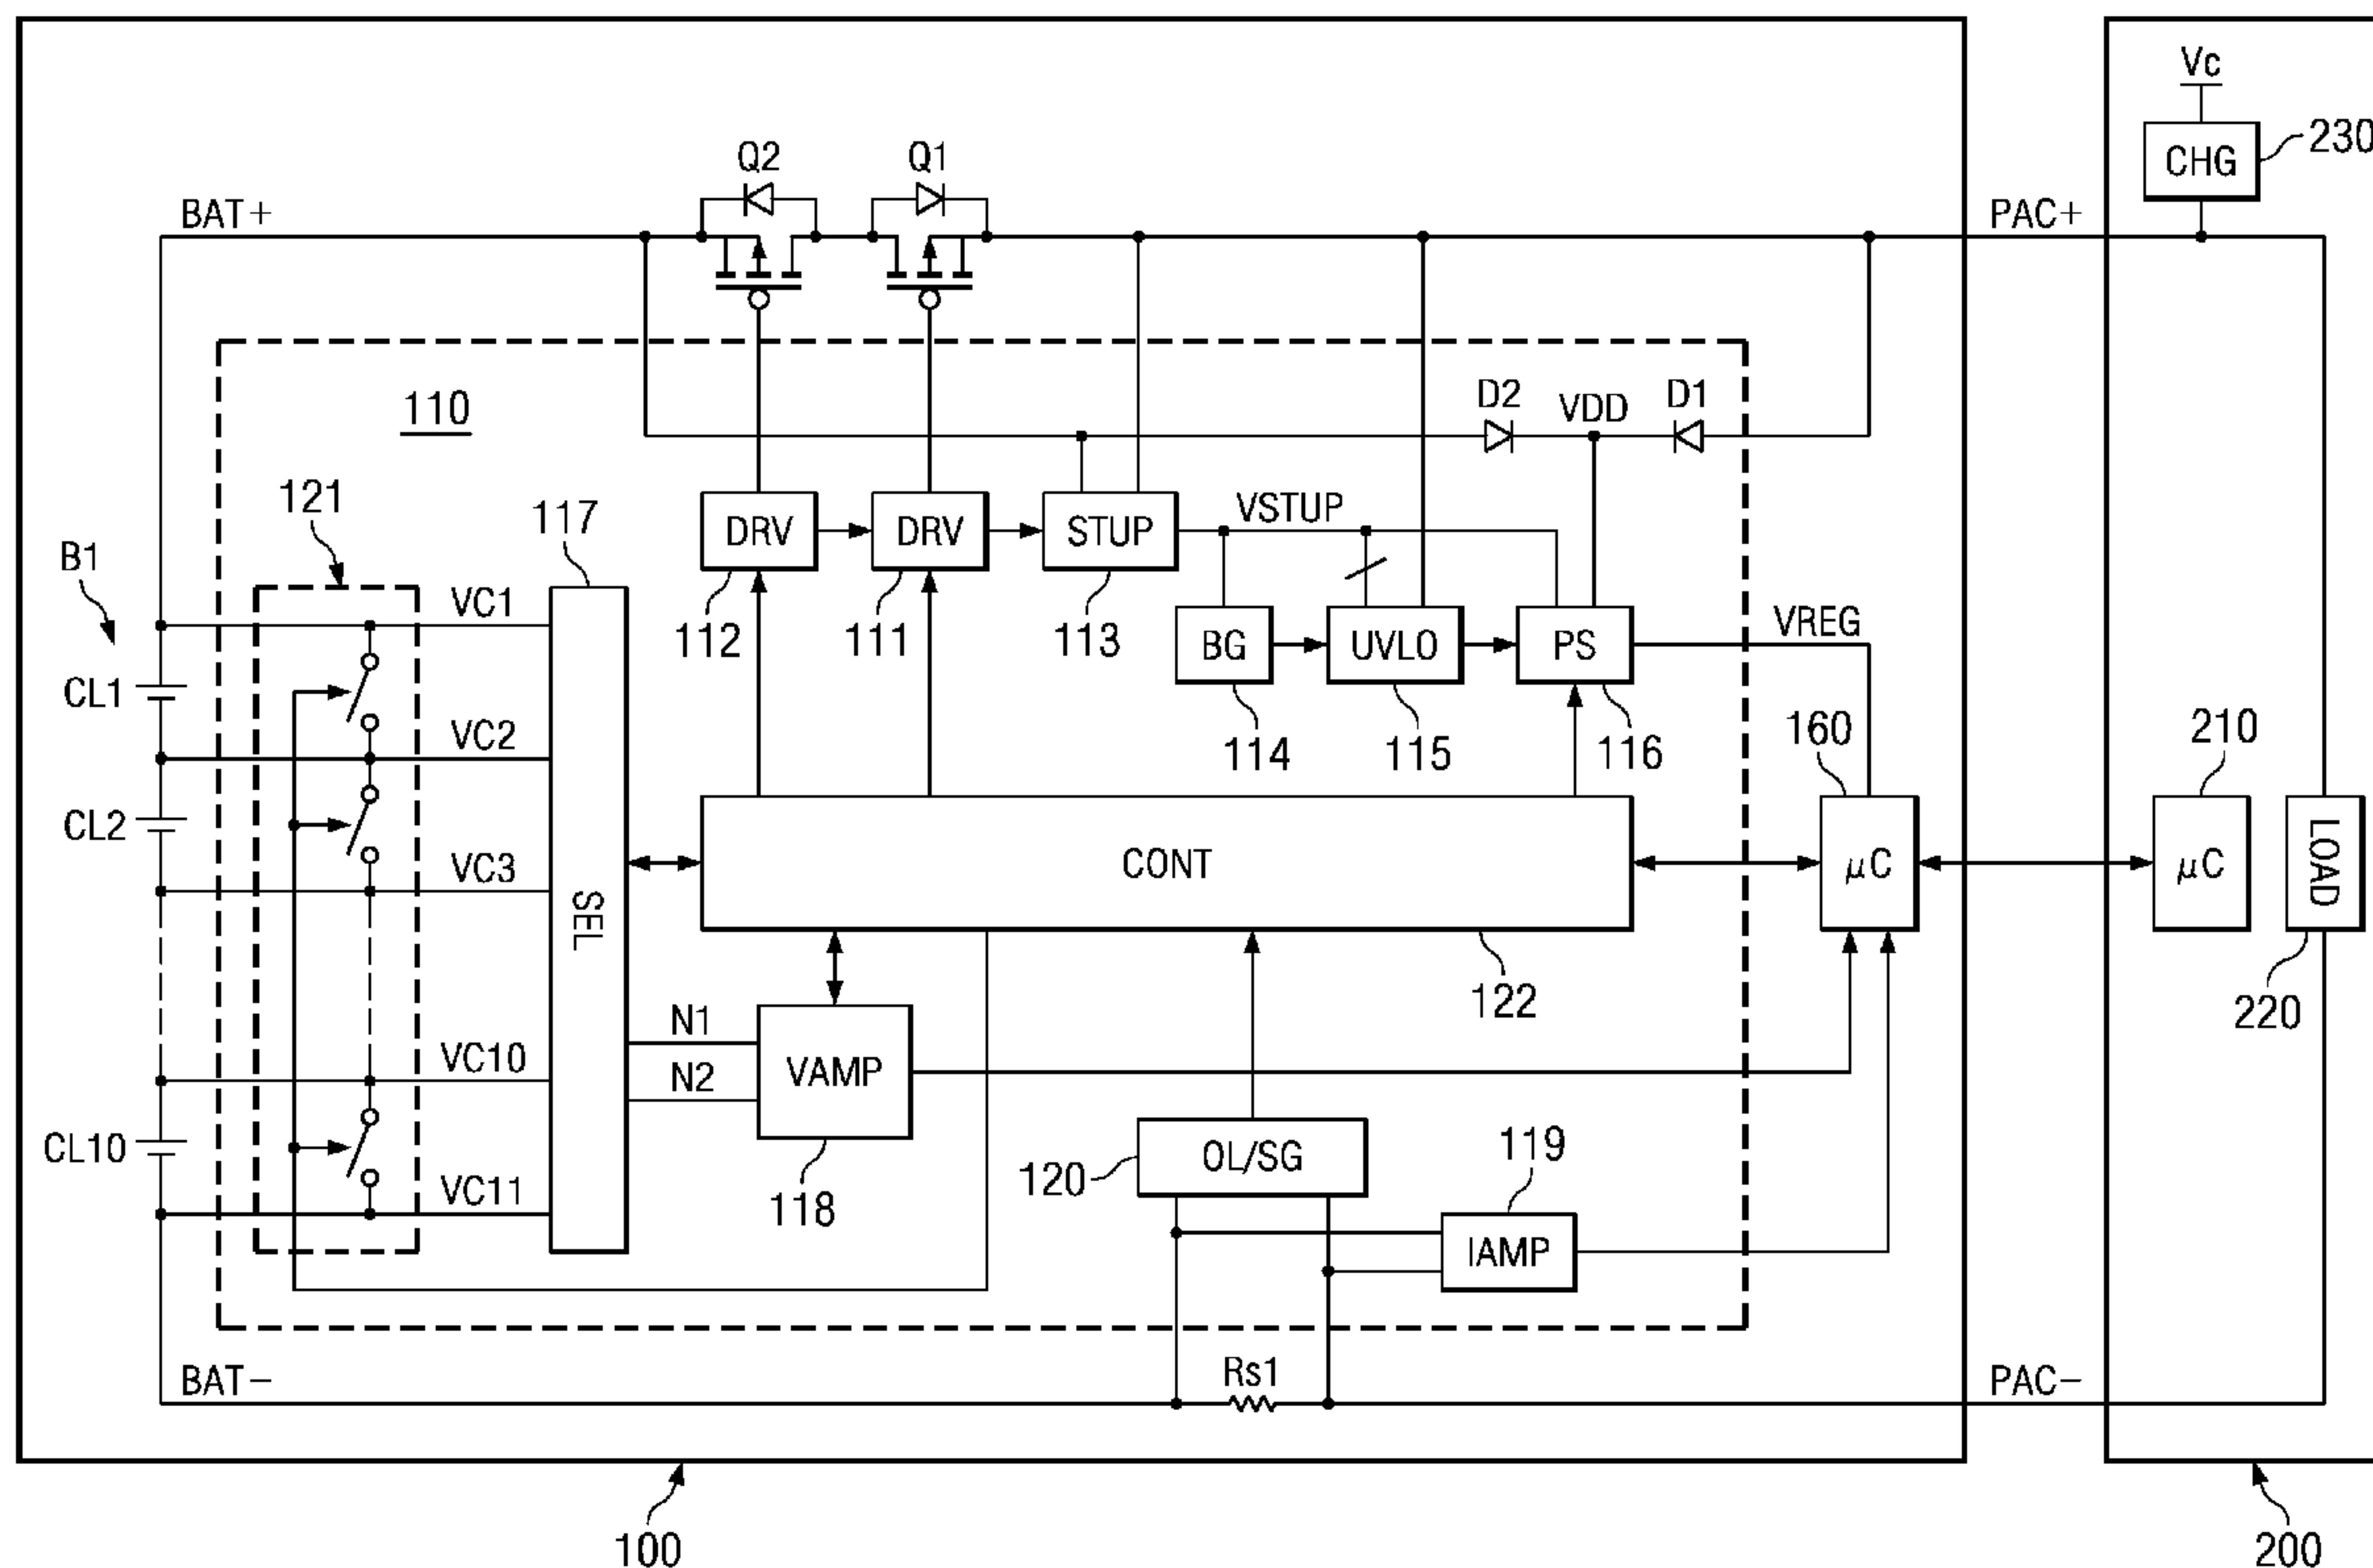 Vc
CHG
230
Q2
Q1
BAT+
PAC+
110
D2
VDD
D1
121
117
B1
DRV
DRV
STUP
VSTUP
VC1
112
111
113
BG
UVLO
PS
VREG
CL1
VC2
114
115
116
160
210
CL2
VC3
SEL
CONT
μC
μC
LOAD
122
220
N1
VC10
N2
VAMP
CL10
118
120
OL/SG
119
VC11
IAMP
BAT−
Rs1
PAC−
100
200